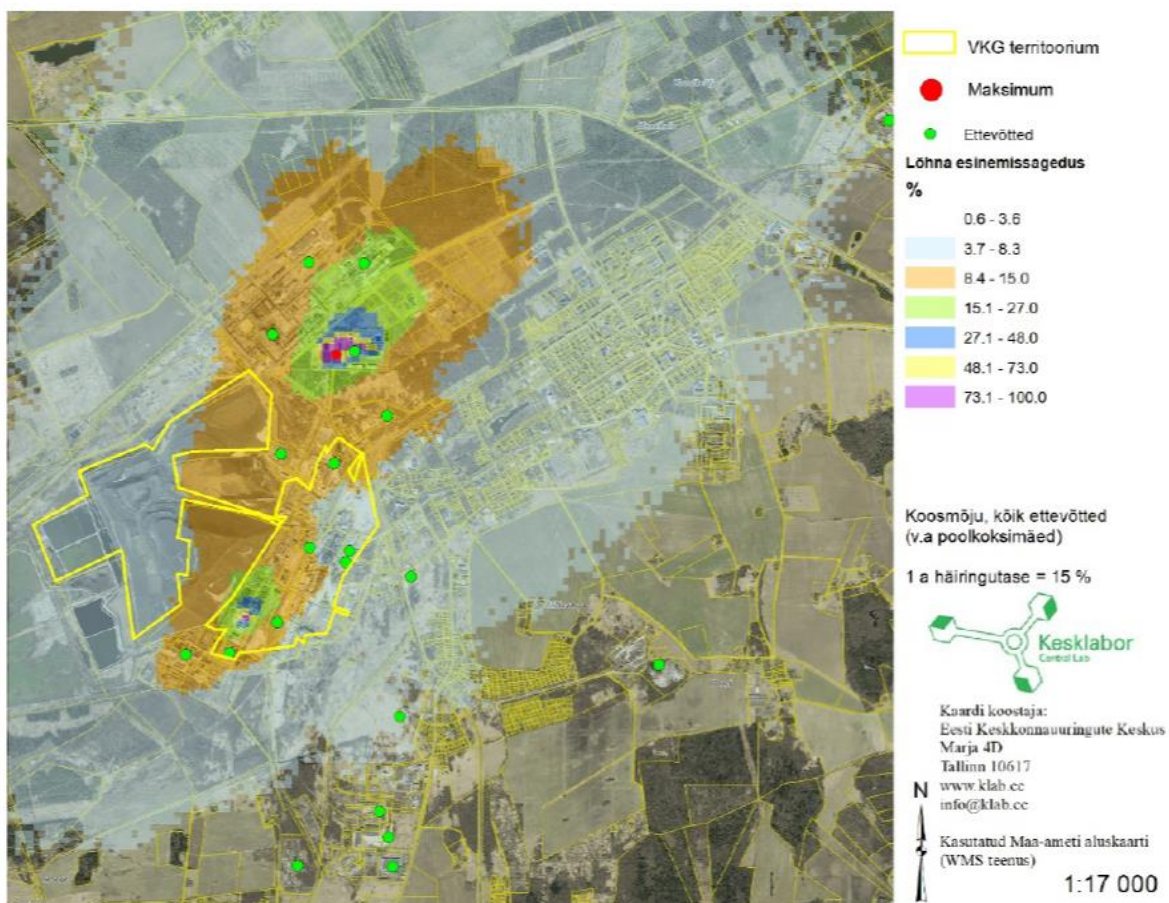 VKG territoorium
Maksimum
Ettevõtted
Lõhna esinemissagedus
%
0.6 - 3.6
3.7 - 8.3
8.4 - 15.0
15.1 - 27.0
27.1 - 48.0
48.1 - 73.0
73.1 - 100.0
Koosmõju, kõik ettevõtted
(v.a poolkoksimäed)
1 a häiringutase = 15 %
Kesklabor
Central Lab
Kaardi koostaja:
Eesti Keskkonnauuringute Keskus
Marja 4D
Tallinn 10617
www.klab.ee
info@klab.ee
N
Kasutatud Maa-ameti aluskaarti
(WMS teenus)
1:17 000